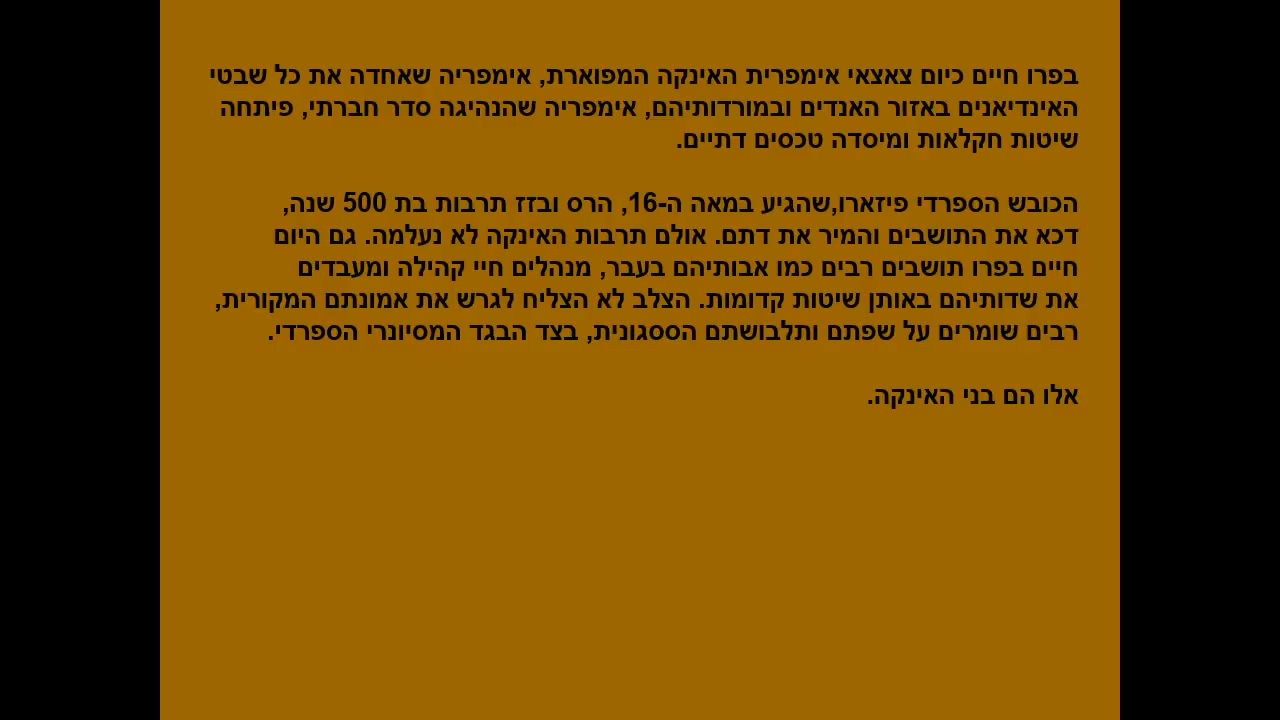 בפרו חיים כיום צאצאי אימפרית האינקה המפוארת, אימפריה שאחדה את כל שבטי
האינדיאנים באזור האנדים ובמורדותיהם, אימפריה שהנהיגה סדר חברתי, פיתחה
שיטות חקלאות ומיסדה טכסים דתיים.
הכובש הספרדי פיזארו,שהגיע במאה ה-16, הרס ובזז תרבות בת 500 שנה,
דכא את התושבים והמיר את דתם. אולם תרבות האינקה לא נעלמה. גם היום
חיים בפרו תושבים רבים כמו אבותיהם בעבר, מנהלים חיי קהילה ומעבדים
את שדותיהם באותן שיטות קדומות. הצלב לא הצליח לגרש את אמונתם המקורית,
רבים שומרים על שפתם ותלבושתם הססגונית, בצד הבגד המסיונרי הספרדי.
אלו הם בני האינקה.